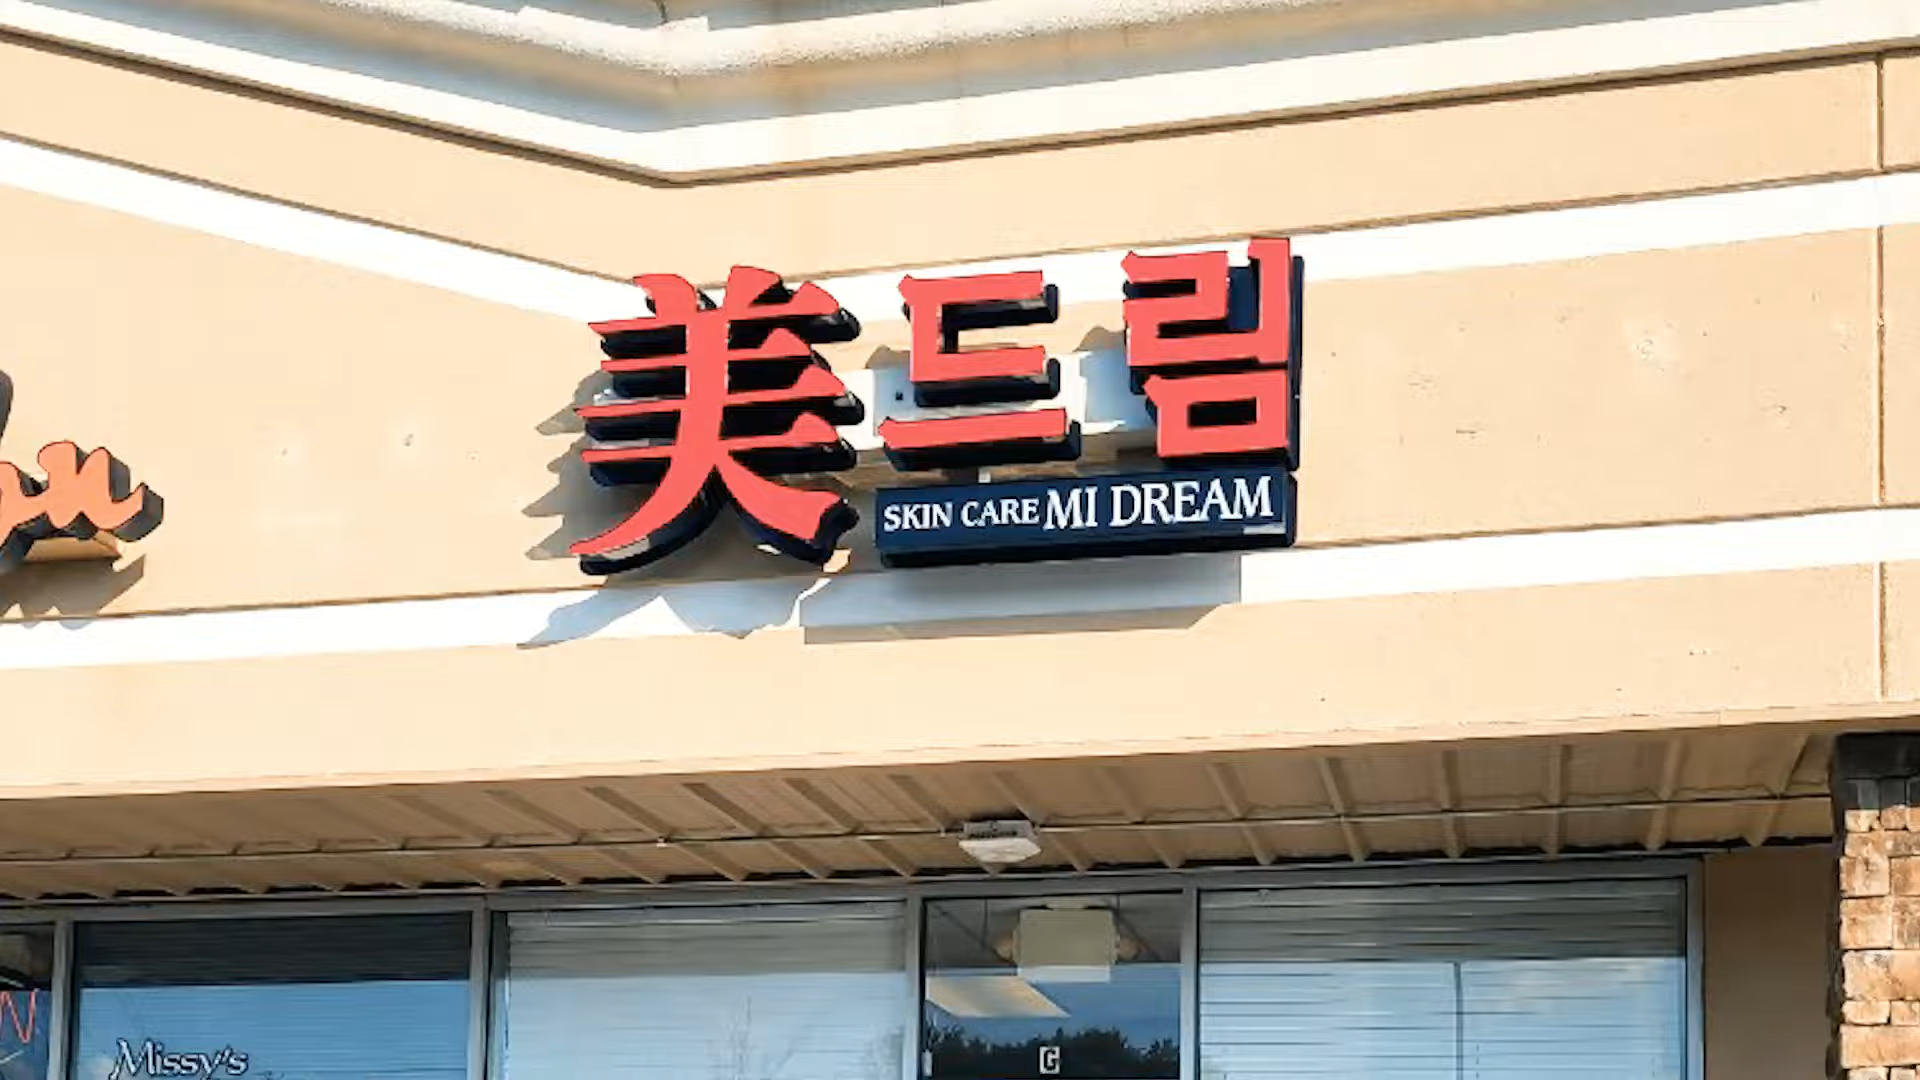 美드림
SKIN CARE MI DREAM
Missy's
G